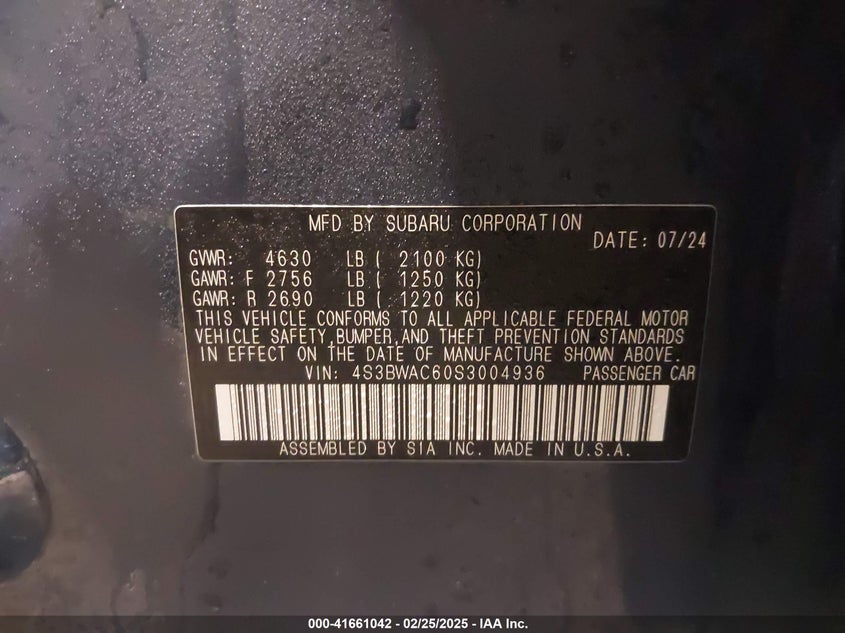 MFD BY SUBARU CORPORATION
DATE: 07/24
GVWR: 4630 LB ( 2100 KG)
GAWR: F 2756 LB ( 1250 KG)
GAWR: R 2690 LB ( 1220 KG)
THIS VEHICLE CONFORMS TO ALL APPLICABLE FEDERAL MOTOR
VEHICLE SAFETY,BUMPER,AND THEFT PREVENTION STANDARDS
IN EFFECT ON THE DATE OF MANUFACTURE SHOWN ABOVE.
VIN: 4S3BWAC60S3004936 PASSENGER CAR
ASSEMBLED BY SIA INC. MADE IN U.S.A.
000-41661042 - 02/25/2025 - IAA Inc.